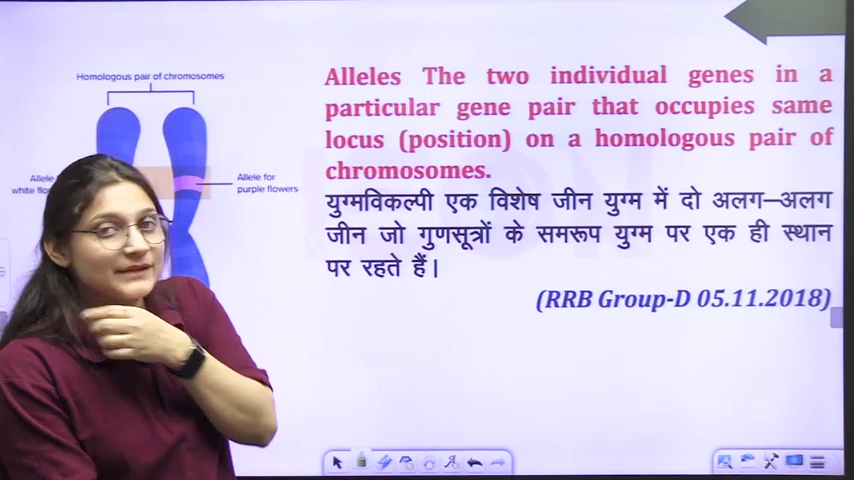 Homologous pair of chromosomes
Alleles The two individual genes in a
particular gene pair that occupies same
locus (position) on a homologous pair of
chromosomes.
Allele
white flo
Allele for
purple flowers
युग्मविकल्पी एक विशेष जीन युग्म में दो अलग–अलग
जीन जो गुणसूत्रों के समरूप युग्म पर एक ही स्थान
पर रहते हैं।
(RRB Group-D 05.11.2018)